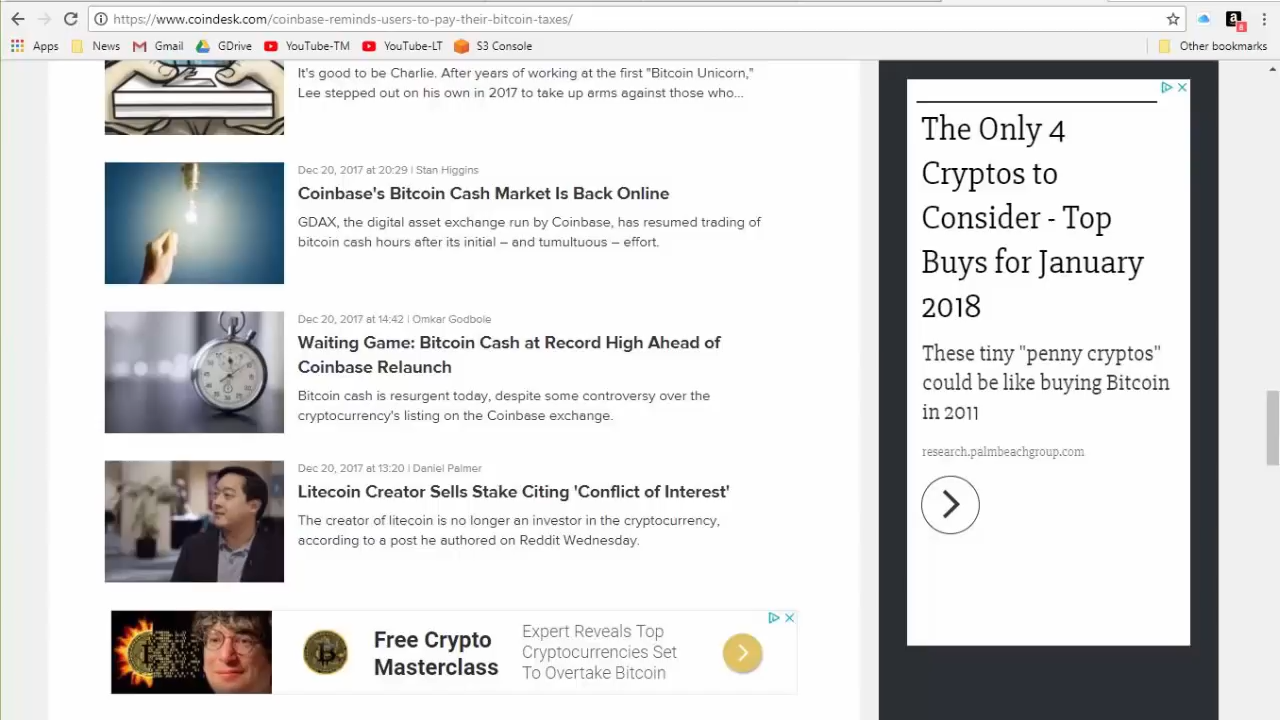 https://www.coindesk.com/coinbase-reminds-users-to-pay-their-bitcoin-taxes/
Apps News Gmail GDrive YouTube-TM YouTube-LT S3 Console Other bookmarks
It's good to be Charlie. After years of working at the first "Bitcoin Unicorn,"
Lee stepped out on his own in 2017 to take up arms against those who...
Dec 20, 2017 at 20:29 | Stan Higgins
Coinbase's Bitcoin Cash Market Is Back Online
GDAX, the digital asset exchange run by Coinbase, has resumed trading of
bitcoin cash hours after its initial – and tumultuous – effort.
Dec 20, 2017 at 14:42 | Omkar Godbole
Waiting Game: Bitcoin Cash at Record High Ahead of
Coinbase Relaunch
Bitcoin cash is resurgent today, despite some controversy over the
cryptocurrency's listing on the Coinbase exchange.
Dec 20, 2017 at 13:20 | Daniel Palmer
Litecoin Creator Sells Stake Citing 'Conflict of Interest'
The creator of litecoin is no longer an investor in the cryptocurrency,
according to a post he authored on Reddit Wednesday.
Free Crypto
Masterclass
Expert Reveals Top
Cryptocurrencies Set
To Overtake Bitcoin
The Only 4
Cryptos to
Consider - Top
Buys for January
2018
These tiny "penny cryptos"
could be like buying Bitcoin
in 2011
research.palmbeachgroup.com